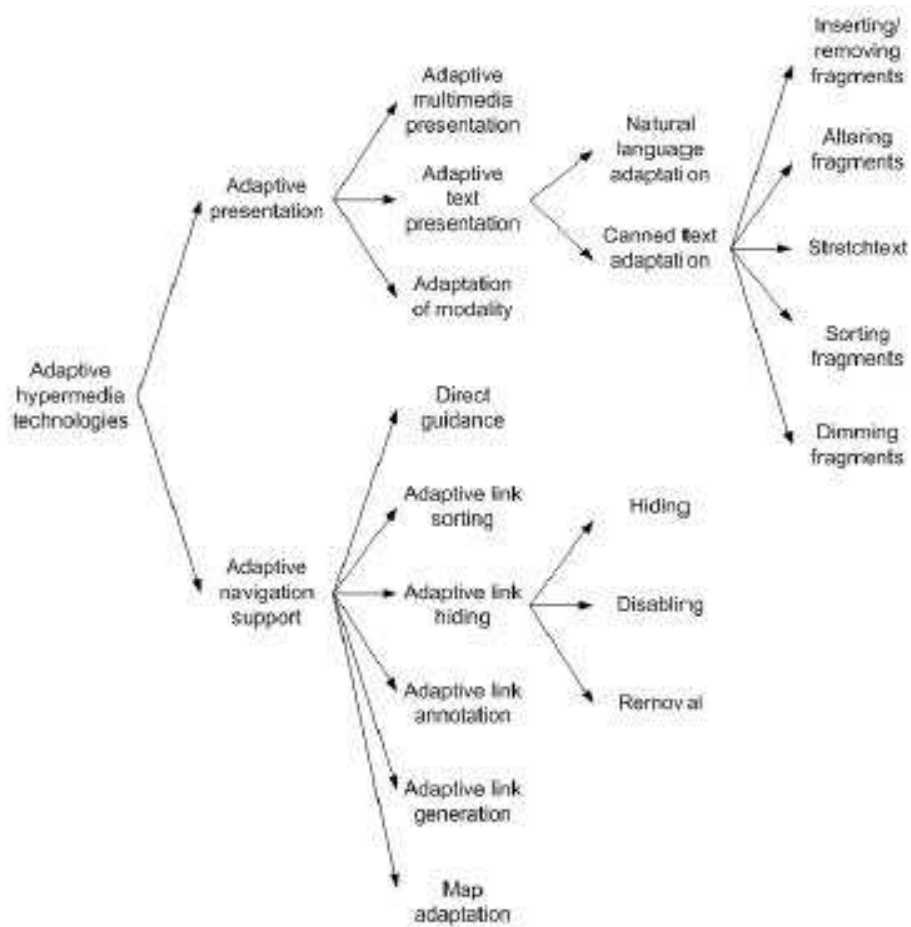 Inserting/
removing
fragments
Adaptive
multimedia
presentation
Natural
language
adaptation
Altering
fragments
Adaptive
presentation
Adaptive
text
presentation
Canned text
adaptation
Stretchtext
Adaptation
of modality
Sorting
fragments
Adaptive
hypermedia
technologies
Direct
guidance
Dimming
fragments
Adaptive link
sorting
Hiding
Adaptive
navigation
support
Adaptive link
hiding
Disabling
Adaptive link
annotation
Removal
Adaptive link
generation
Map
adaptation